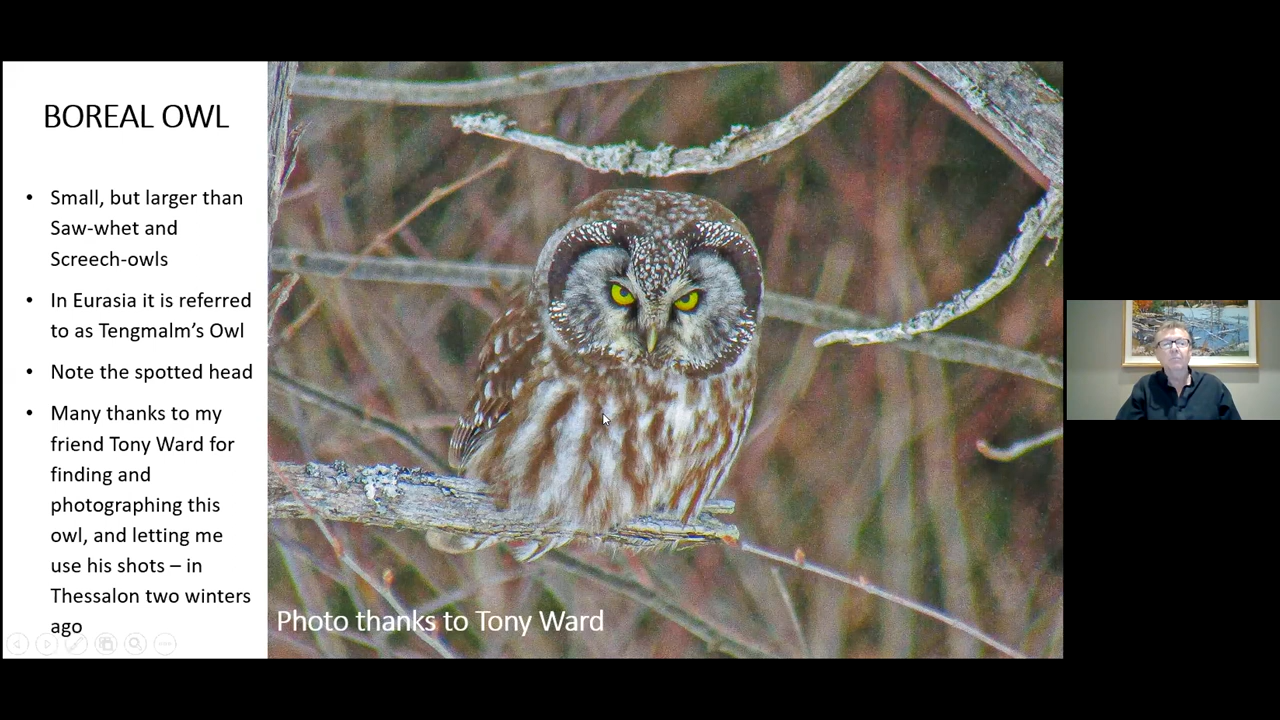 BOREAL OWL
• Small, but larger than
Saw-whet and
Screech-owls
• In Eurasia it is referred
to as Tengmalm’s Owl
• Note the spotted head
• Many thanks to my
friend Tony Ward for
finding and
photographing this
owl, and letting me
use his shots – in
Thessalon two winters
ago
Photo thanks to Tony Ward